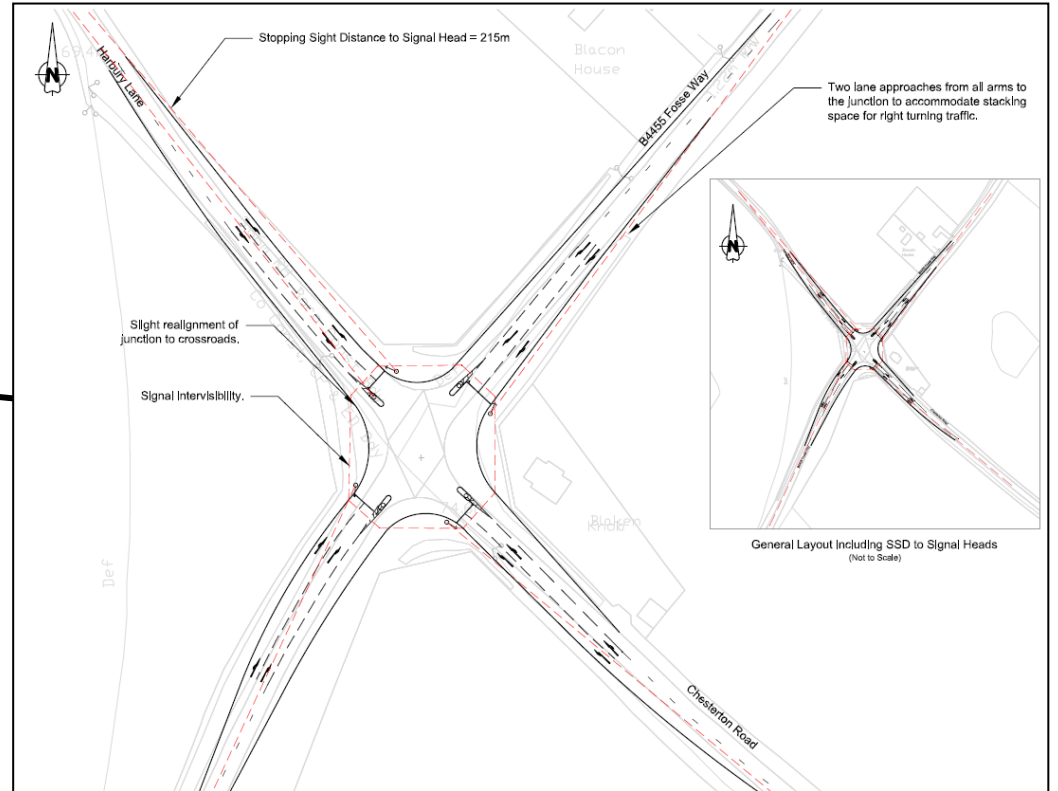 Stopping Sight Distance to Signal Head = 215m
Blacon
House
69.4
N
Harbury Lane
B4455 Fosse Way
Two lane approaches from all arms to
the junction to accommodate stacking
space for right turning traffic.
N
Slight realignment of
junction to crossroads.
Signal intervisibility.
Def
Knob
General Layout Including SSD to Signal Heads
(Not to Scale)
Chesterton Road